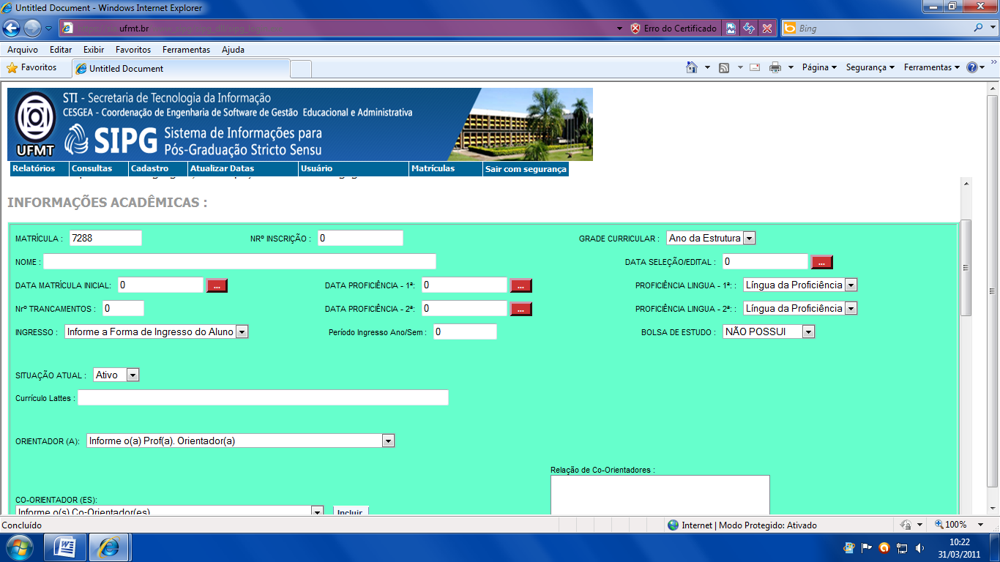 Untitled Document - Windows Internet Explorer
ufmt.br
Erro do Certificado
Bing
Arquivo Editar Exibir Favoritos Ferramentas Ajuda
Favoritos
Untitled Document
Página Segurança Ferramentas
STI - Secretaria de Tecnologia da Informação
CESGEA - Coordenação de Engenharia de Software de Gestão Educacional e Administrativa
SIPG Sistema de Informações para
Pós-Graduação Stricto Sensu
UFMT
Relatórios Consultas Cadastro Atualizar Datas Usuário Matrículas Sair com segurança
INFORMAÇÕES ACADÊMICAS :
MATRÍCULA : 7288 NRº INSCRIÇÃO : 0 GRADE CURRICULAR : Ano da Estrutura
NOME : DATA SELEÇÃO/EDITAL : 0 ...
DATA MATRÍCULA INICIAL: 0 ... DATA PROFICIÊNCIA - 1ª: 0 ... PROFICIÊNCIA LINGUA - 1ª: : Língua da Proficiência
Nrº TRANCAMENTOS : 0 DATA PROFICIÊNCIA - 2ª: 0 ... PROFICIÊNCIA LINGUA - 2ª: : Língua da Proficiência
INGRESSO : Informe a Forma de Ingresso do Aluno Período Ingresso Ano/Sem : 0 BOLSA DE ESTUDO : NÃO POSSUI
SITUAÇÃO ATUAL : Ativo
Currículo Lattes :
ORIENTADOR (A): Informe o(a) Prof(a). Orientador(a)
Relação de Co-Orientadores :
CO-ORIENTADOR (ES):
Informe o(s) Co-Orientador(es) Incluir
Concluído Internet | Modo Protegido: Ativado 100%
10:22
31/03/2011